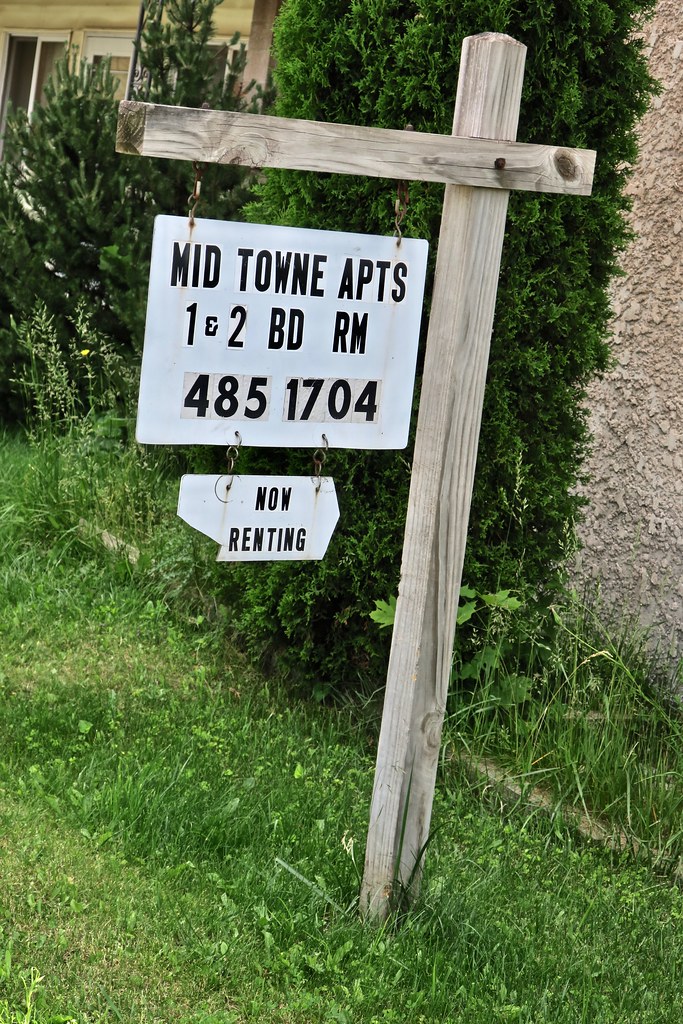 MID TOWNE APTS
1 & 2 BD RM
485 1704
NOW
RENTING